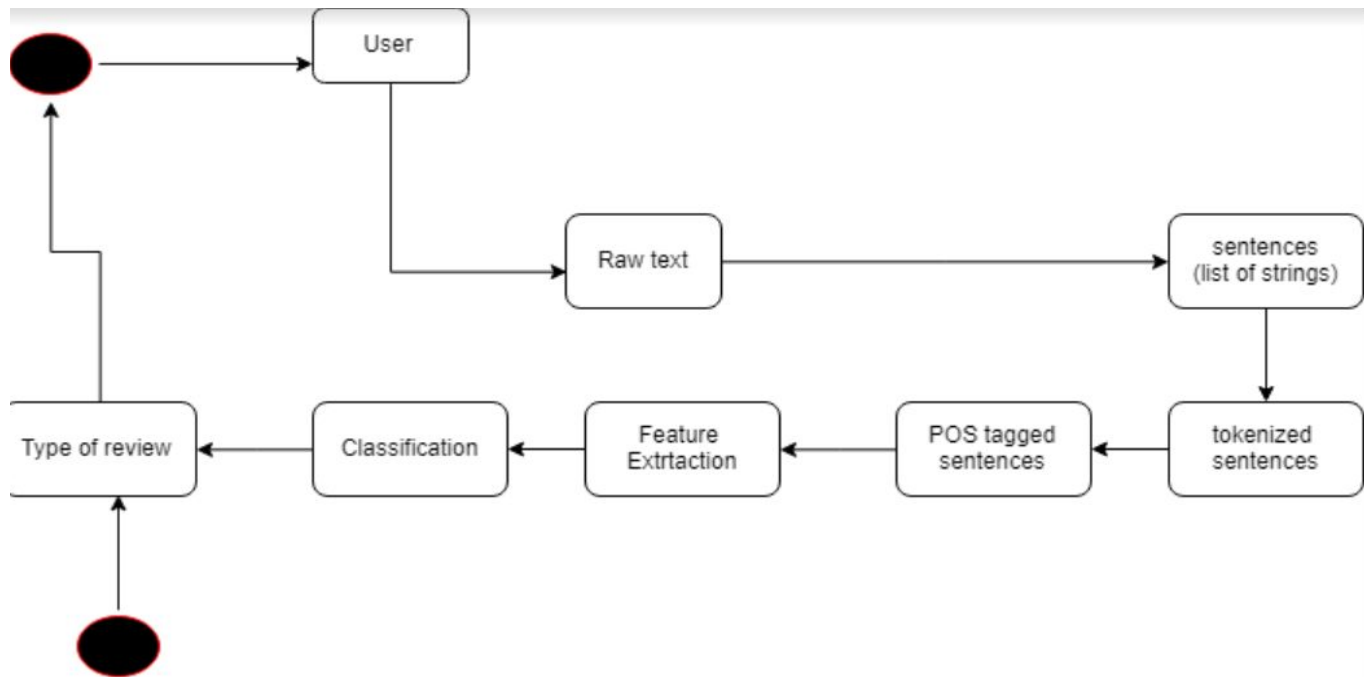 User
Raw text
sentences
(list of strings)
Type of review
Classification
Feature
Extrtaction
POS tagged
sentences
tokenized
sentences